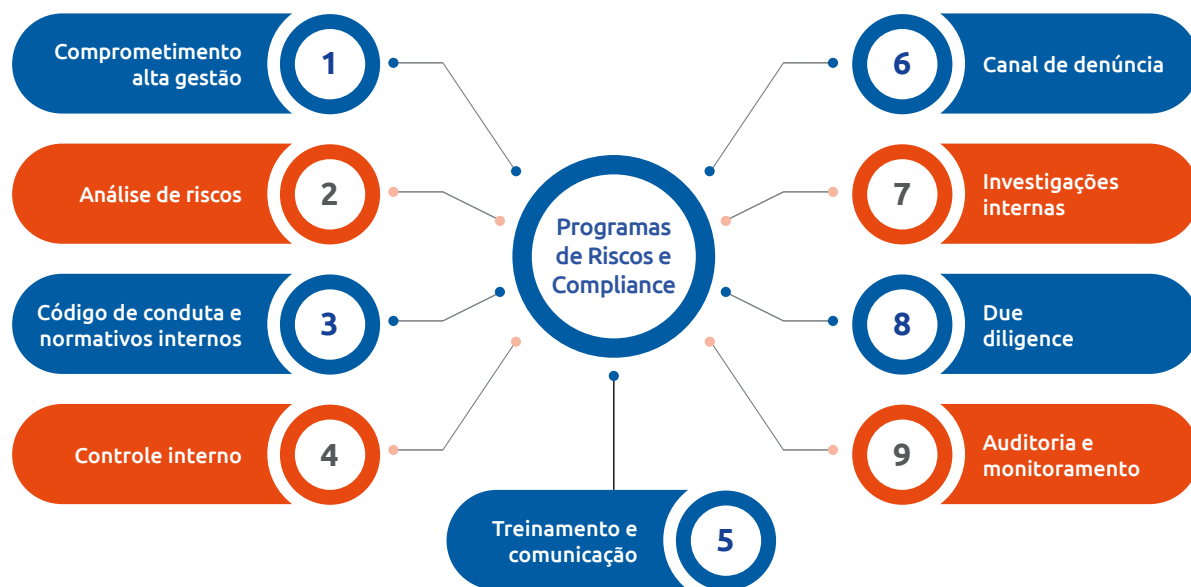 Comprometimento
alta gestão
1
Análise de riscos
2
Código de conduta e
normativos internos
3
Controle interno
4
Programas
de Riscos e
Compliance
Treinamento e
comunicação
5
6
Canal de denúncia
7
Investigações
internas
8
Due
diligence
9
Auditoria e
monitoramento